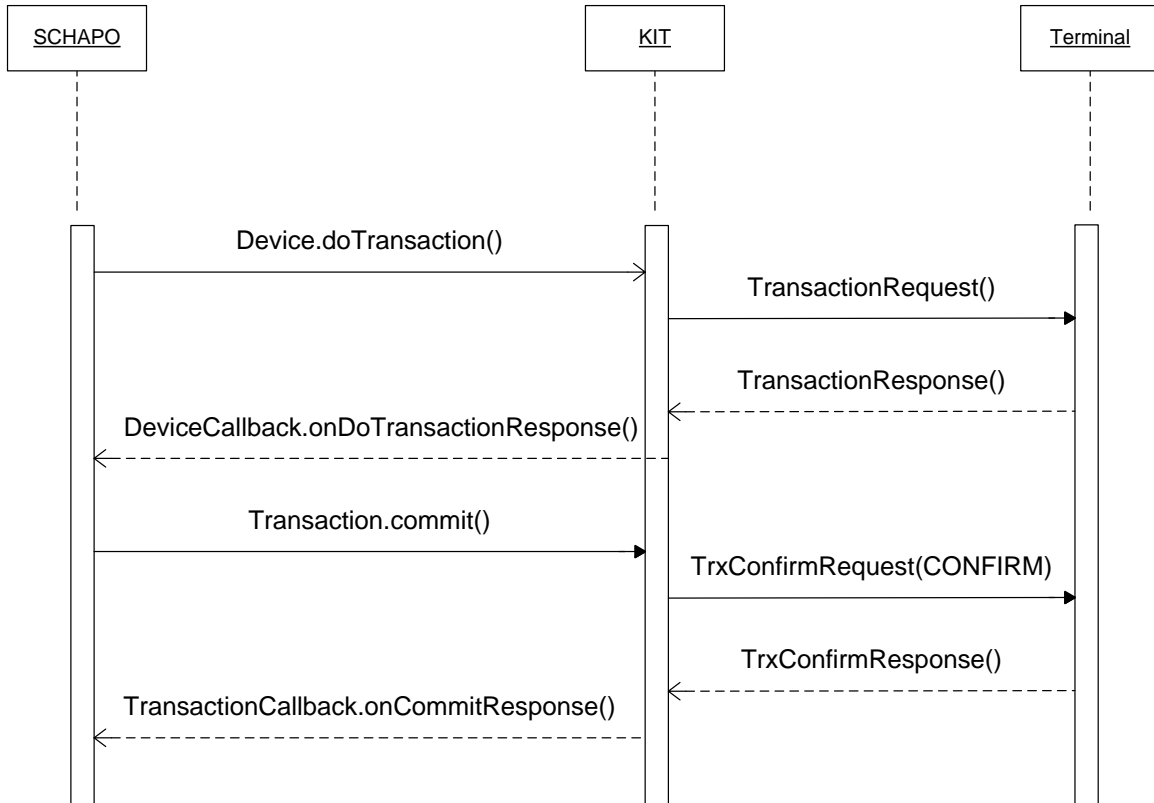 SCHAPO
KIT
Terminal
Device.doTransaction()
TransactionRequest()
TransactionResponse()
DeviceCallback.onDoTransactionResponse()
Transaction.commit()
TrxConfirmRequest(CONFIRM)
TrxConfirmResponse()
TransactionCallback.onCommitResponse()